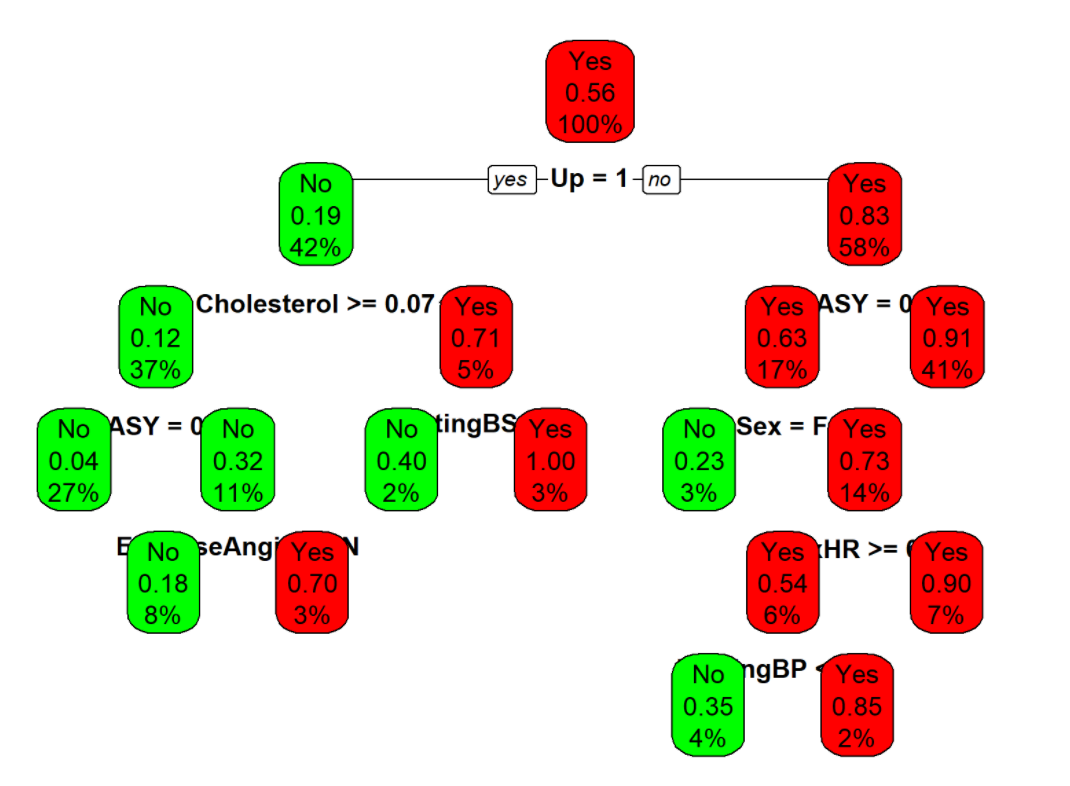 Yes
0.56
100%
yes Up = 1 no
No
0.19
42%
Yes
0.83
58%
Cholesterol >= 0.07
ASY = 0
No
0.12
37%
Yes
0.71
5%
Yes
0.63
17%
Yes
0.91
41%
ASY = 0
tingBS
Sex = F
No
0.04
27%
No
0.32
11%
No
0.40
2%
Yes
1.00
3%
No
0.23
3%
Yes
0.73
14%
E seAngi N
HR >=
No
0.18
8%
Yes
0.70
3%
Yes
0.54
6%
Yes
0.90
7%
ngBP <
No
0.35
4%
Yes
0.85
2%